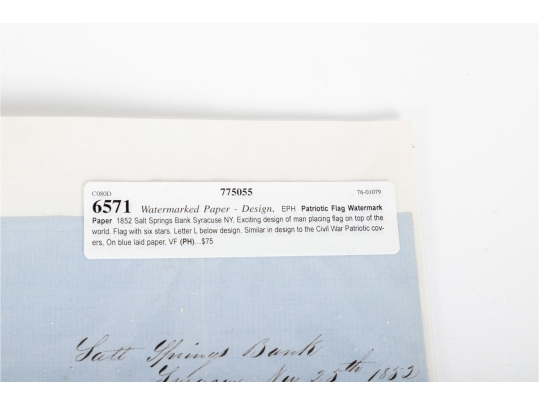 C080D 775055 76-01079
6571 Watermarked Paper - Design, EPH Patriotic Flag Watermark
Paper 1852 Salt Springs Bank Syracuse NY, Exciting design of man placing flag on top of the
world. Flag with six stars. Letter L below design. Similar in design to the Civil War Patriotic cov-
ers, On blue laid paper, VF (PH)...$75
Salt Springs Bank
Syracuse Nov 25th 1852